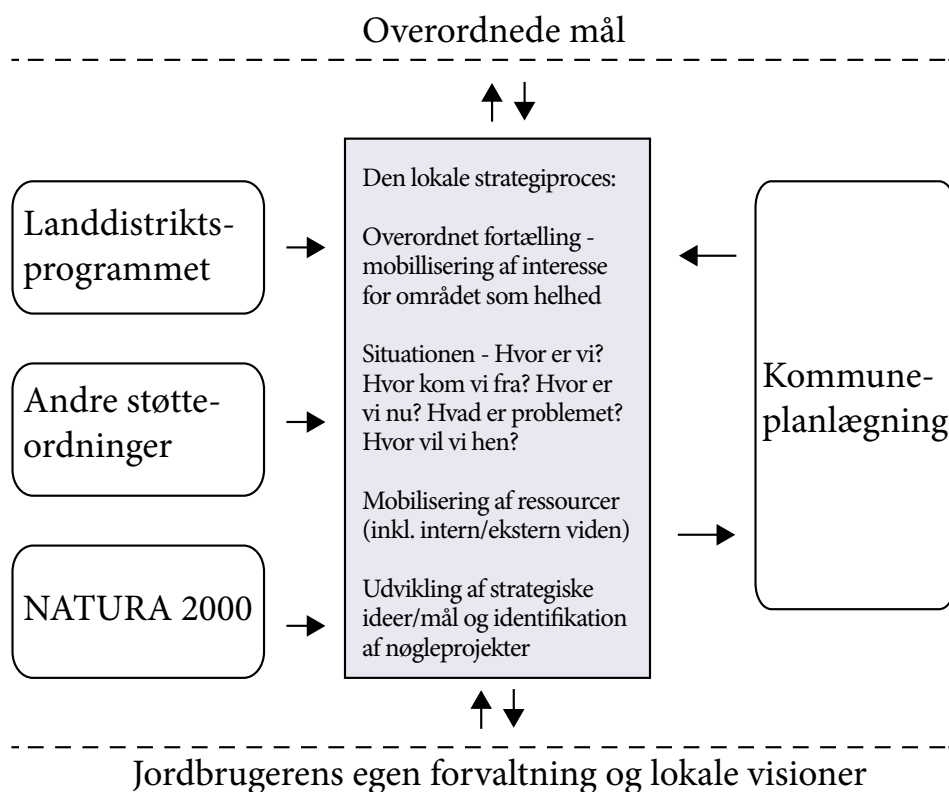 Overordnede mål
Landdistrikts-
programmet
Andre støtte-
ordninger
NATURA 2000
Den lokale strategiproces:
Overordnet fortælling -
mobillisering af interesse
for området som helhed
Situationen - Hvor er vi?
Hvor kom vi fra? Hvor er
vi nu? Hvad er problemet?
Hvor vil vi hen?
Mobilisering af ressourcer
(inkl. intern/ekstern viden)
Udvikling af strategiske
ideer/mål og identifikation
af nøgleprojekter
Kommune-
planlægning
Jordbrugerens egen forvaltning og lokale visioner